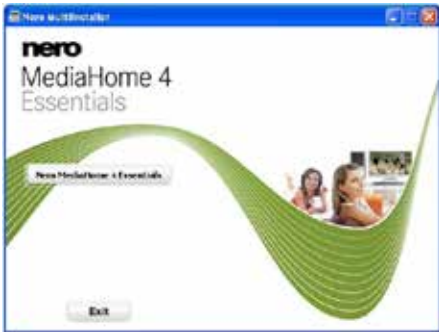 Nero MultiInstaller
nero
MediaHome 4
Essentials
Nero MediaHome 4 Essentials
Exit